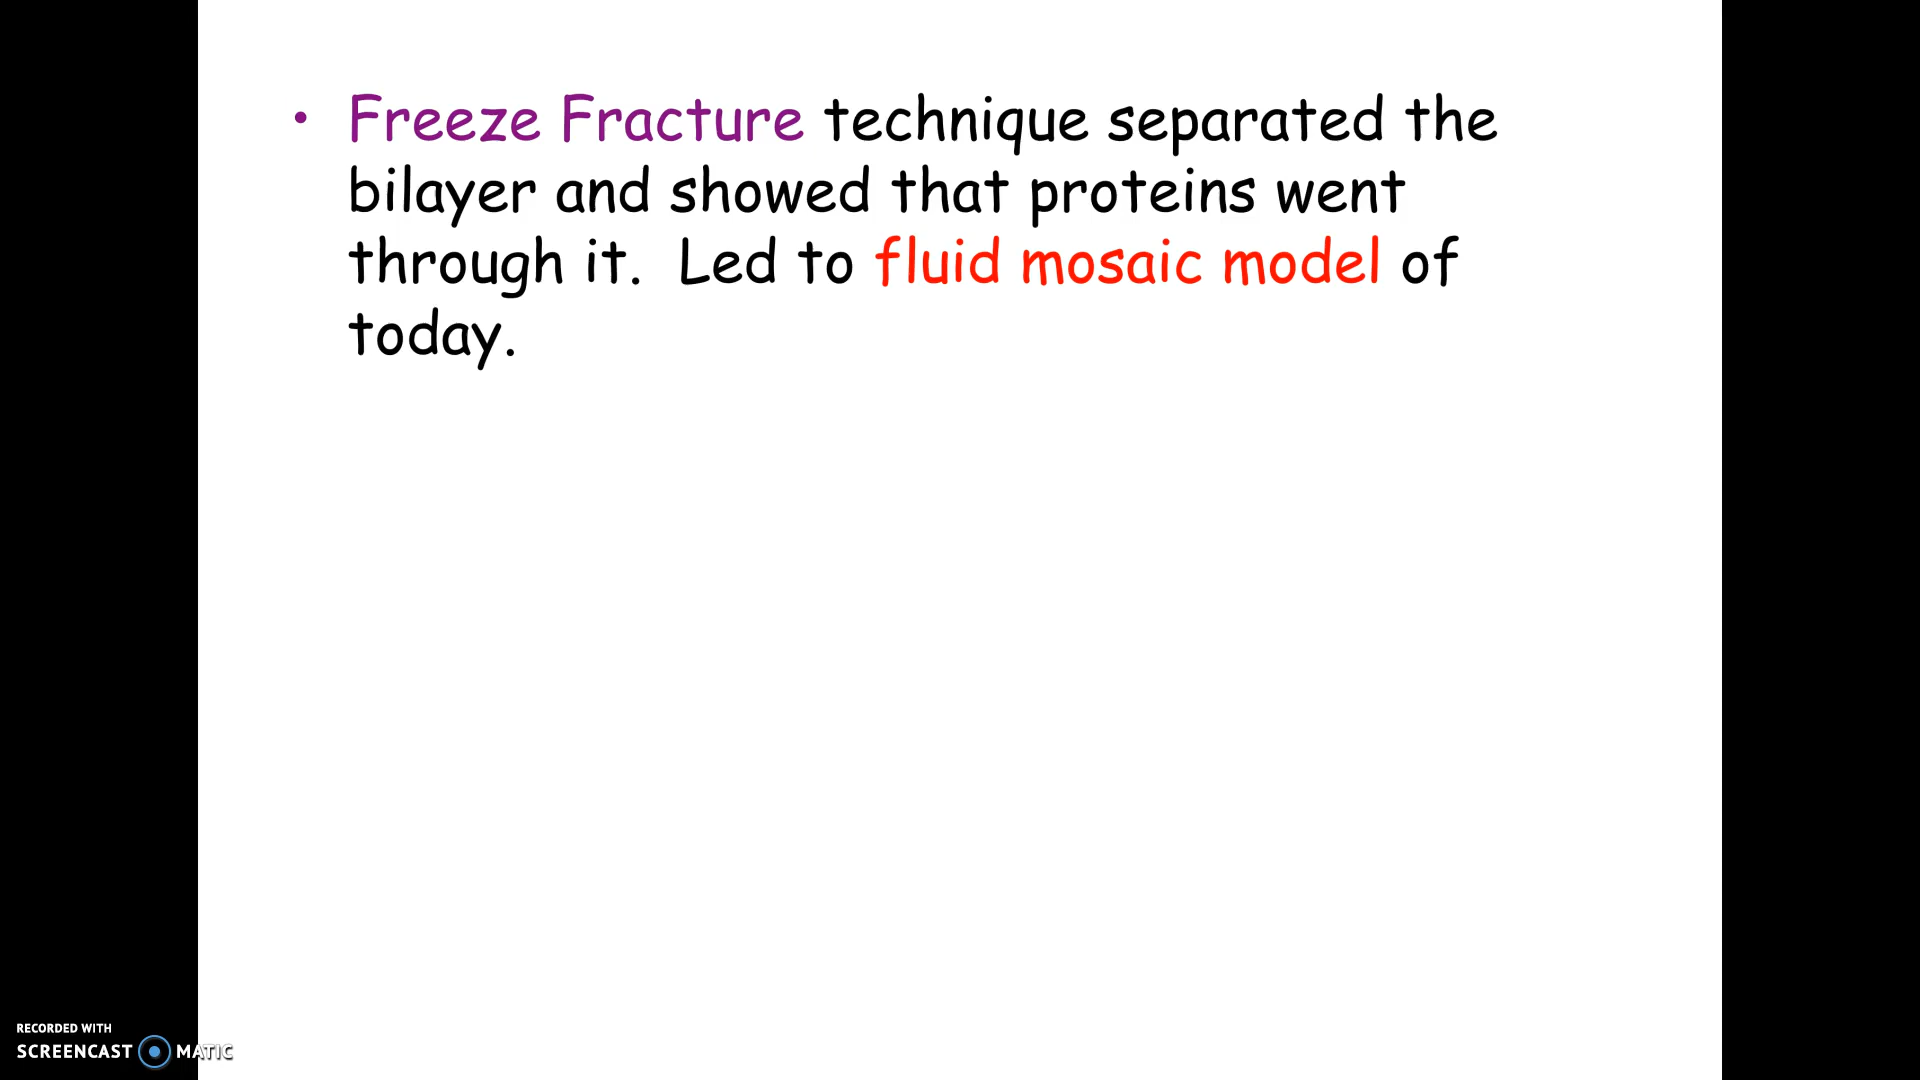 • Freeze Fracture technique separated the
bilayer and showed that proteins went
through it.  Led to fluid mosaic model of
today.
RECORDED WITH
SCREENCAST MATIC